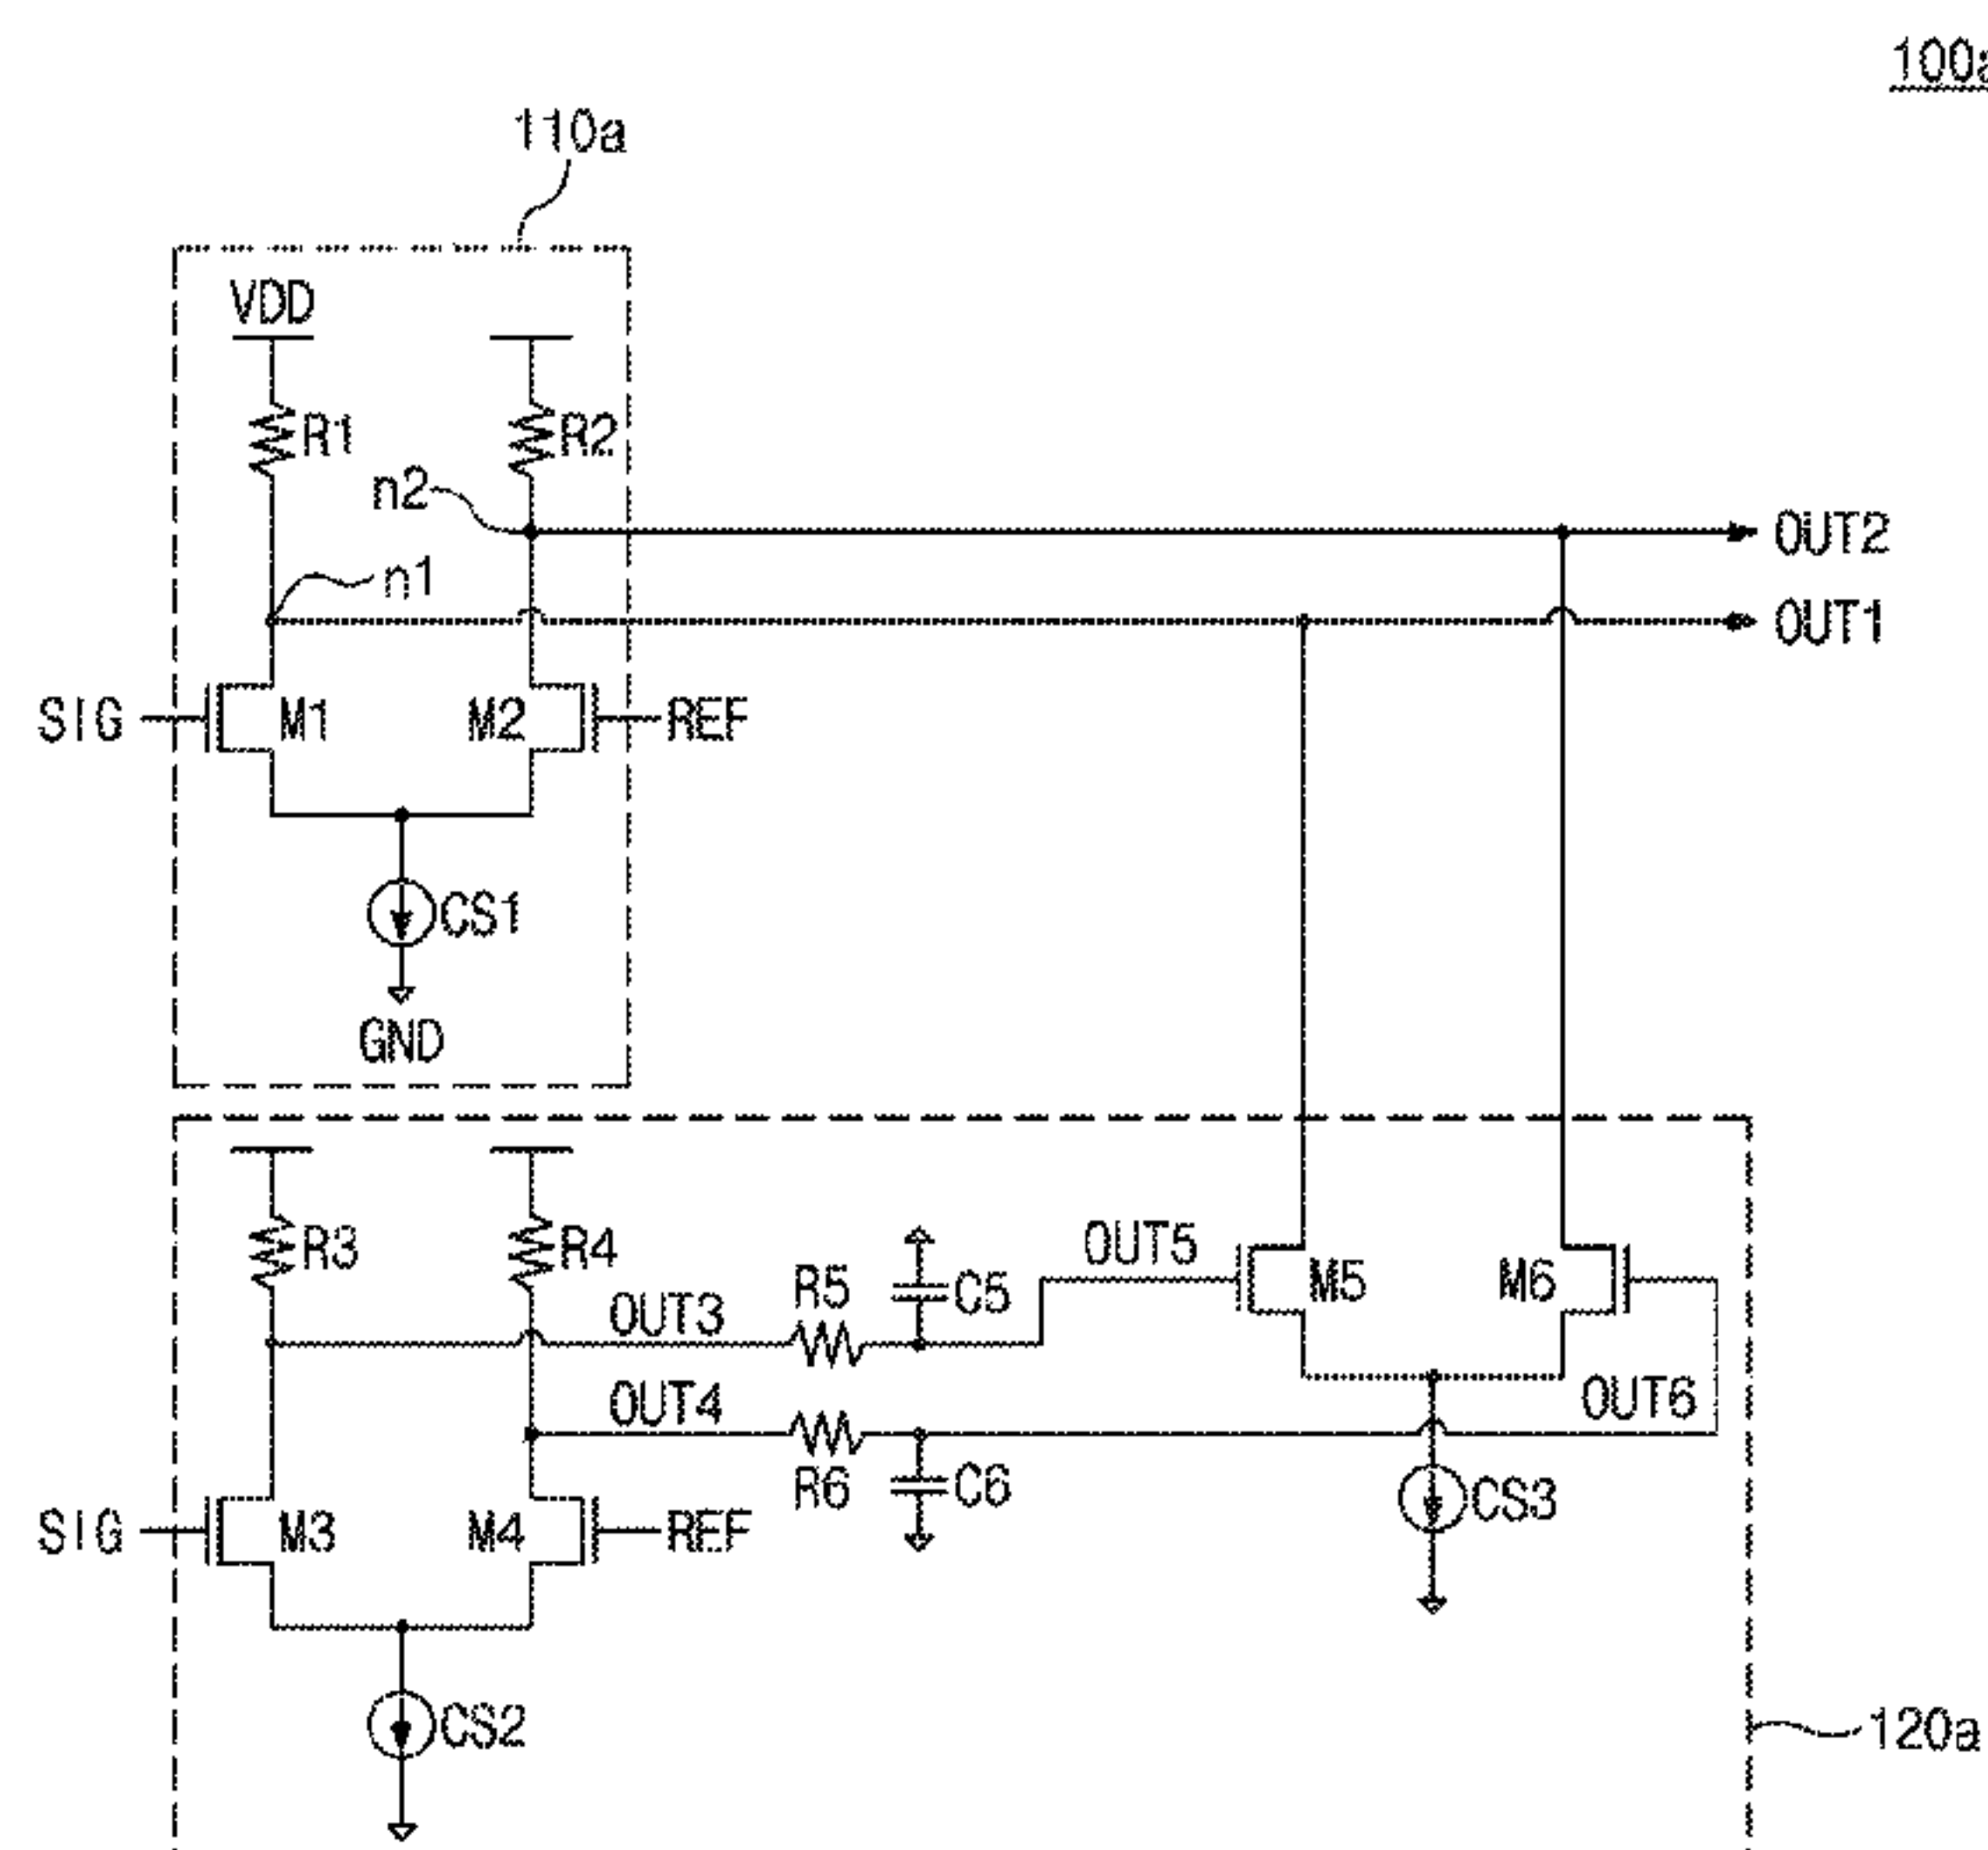 100a
110a
VDD
R1
R2
n2
OUT2
n1
OUT1
SIG
M1
M2
REF
CS1
GND
R3
R4
OUT5
R5
C5
M5
M6
OUT3
OUT4
OUT6
R6
C6
CS3
SIG
M3
M4
REF
CS2
120a